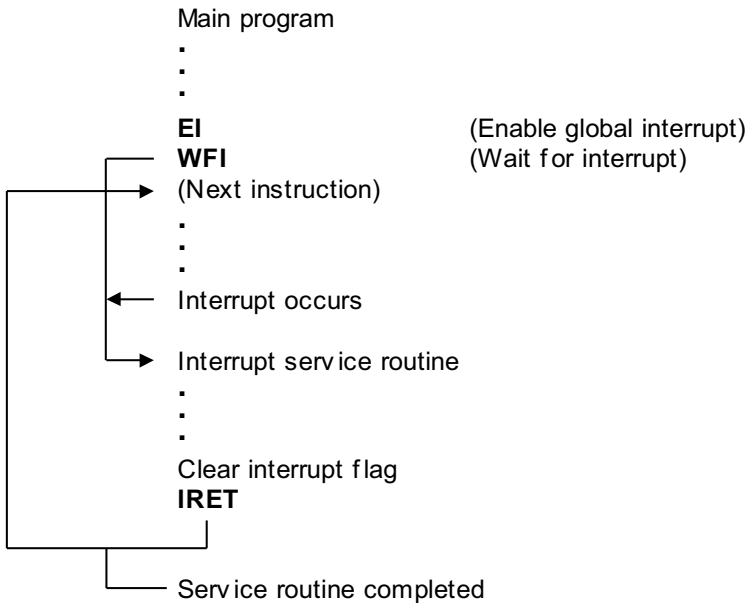 Main program
.
.
.
EI (Enable global interrupt)
WFI (Wait for interrupt)
(Next instruction)
.
.
.
Interrupt occurs
Interrupt service routine
.
.
.
Clear interrupt flag
IRET
Service routine completed